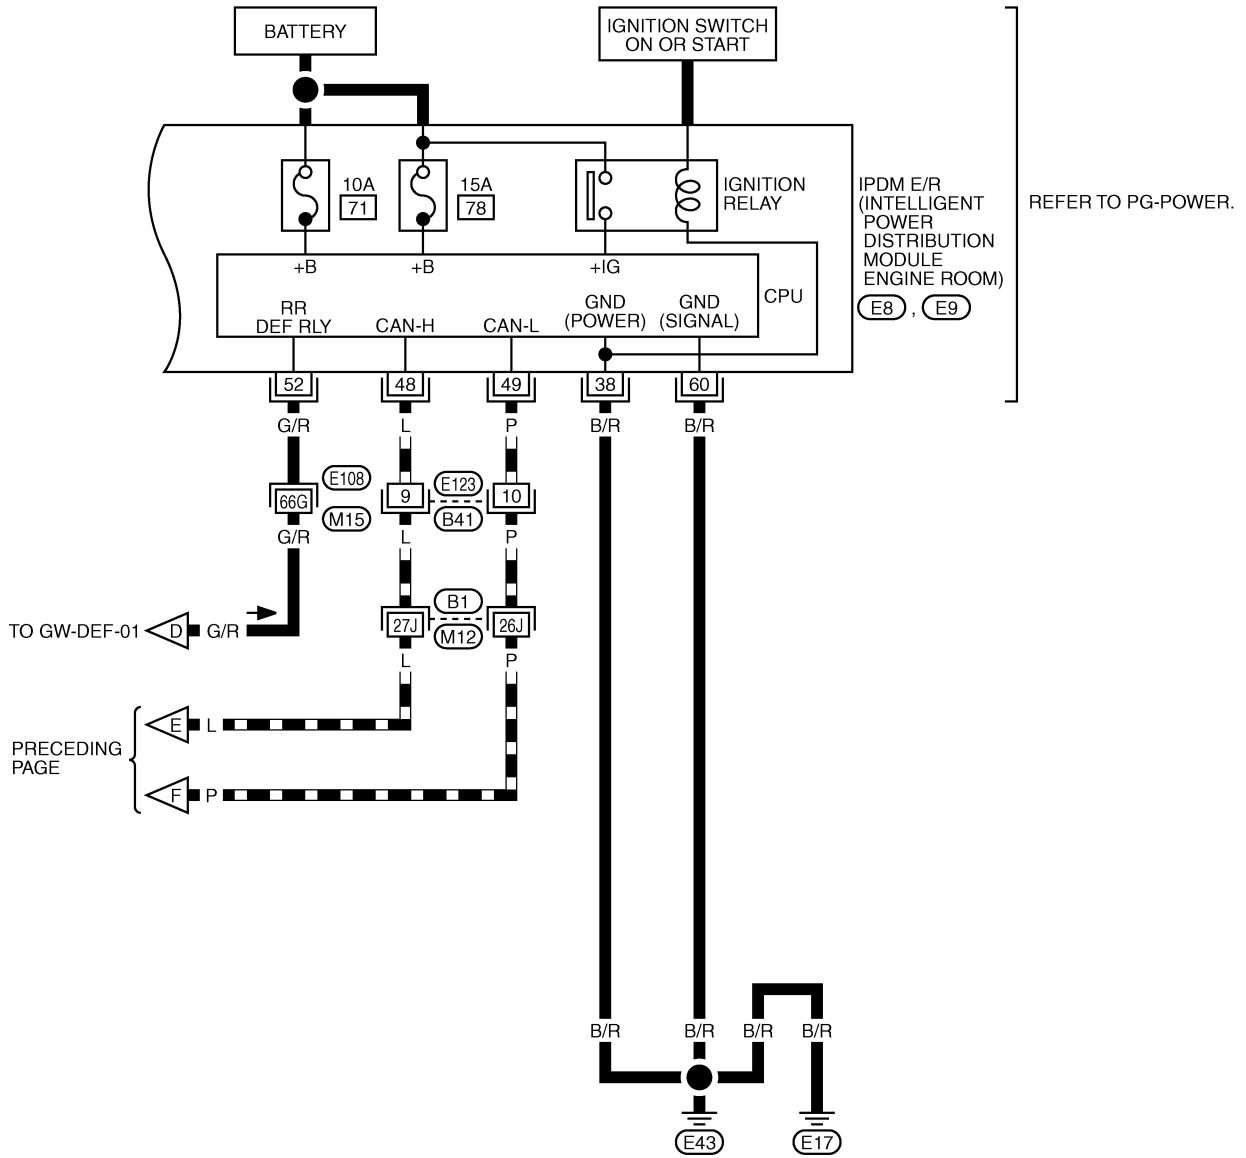 BATTERY
IGNITION SWITCH
ON OR START
10A
71
15A
78
IGNITION
RELAY
IPDM E/R
(INTELLIGENT
POWER
DISTRIBUTION
MODULE
ENGINE ROOM)
E8 , E9
REFER TO PG-POWER.
+B
+B
+IG
CPU
RR
DEF RLY
CAN-H
CAN-L
GND
(POWER)
GND
(SIGNAL)
52
48
49
38
60
G/R
L
P
B/R
B/R
66G
E108
M15
9
E123
B41
10
G/R
L
P
27J
B1
M12
26J
TO GW-DEF-01
D
G/R
L
P
PRECEDING
PAGE
E
L
F
P
B/R
B/R
B/R
B/R
E43
E17